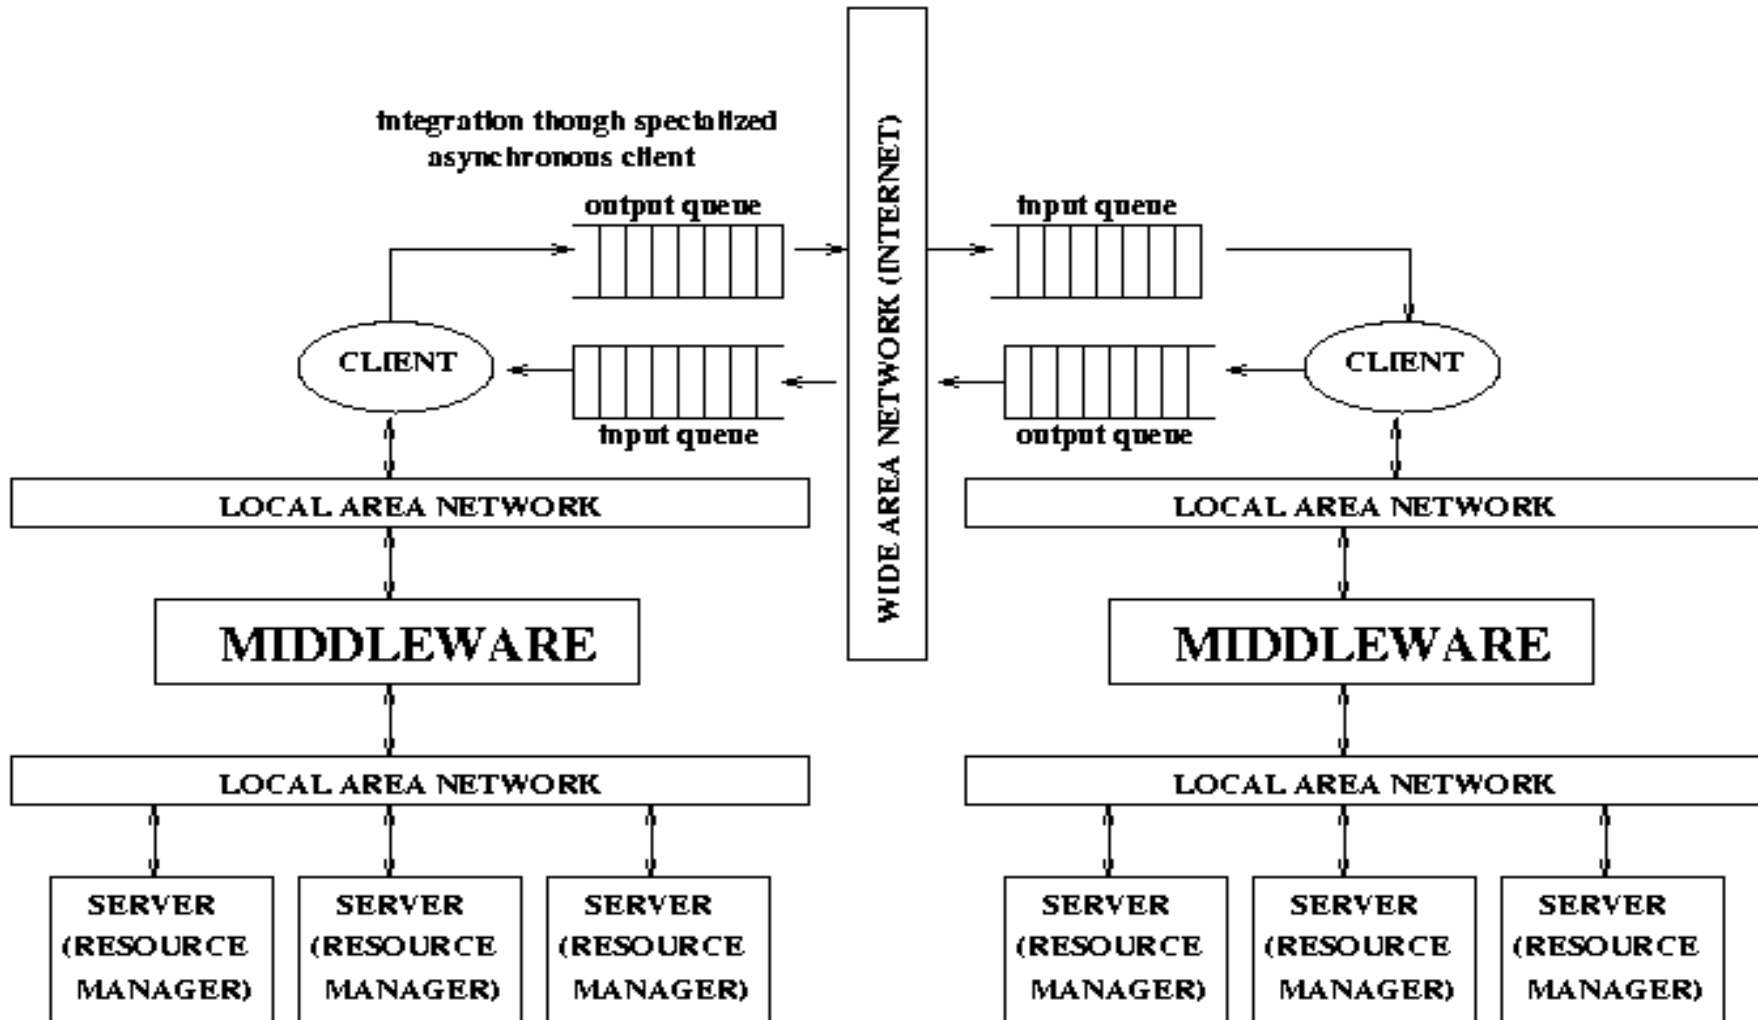 Integration though specialized
asynchronous client
output queue
input queue
WIDE AREA NETWORK (INTERNET)
CLIENT
CLIENT
input queue
output queue
LOCAL AREA NETWORK
LOCAL AREA NETWORK
MIDDLEWARE
MIDDLEWARE
LOCAL AREA NETWORK
LOCAL AREA NETWORK
SERVER
(RESOURCE
MANAGER)
SERVER
(RESOURCE
MANAGER)
SERVER
(RESOURCE
MANAGER)
SERVER
(RESOURCE
MANAGER)
SERVER
(RESOURCE
MANAGER)
SERVER
(RESOURCE
MANAGER)